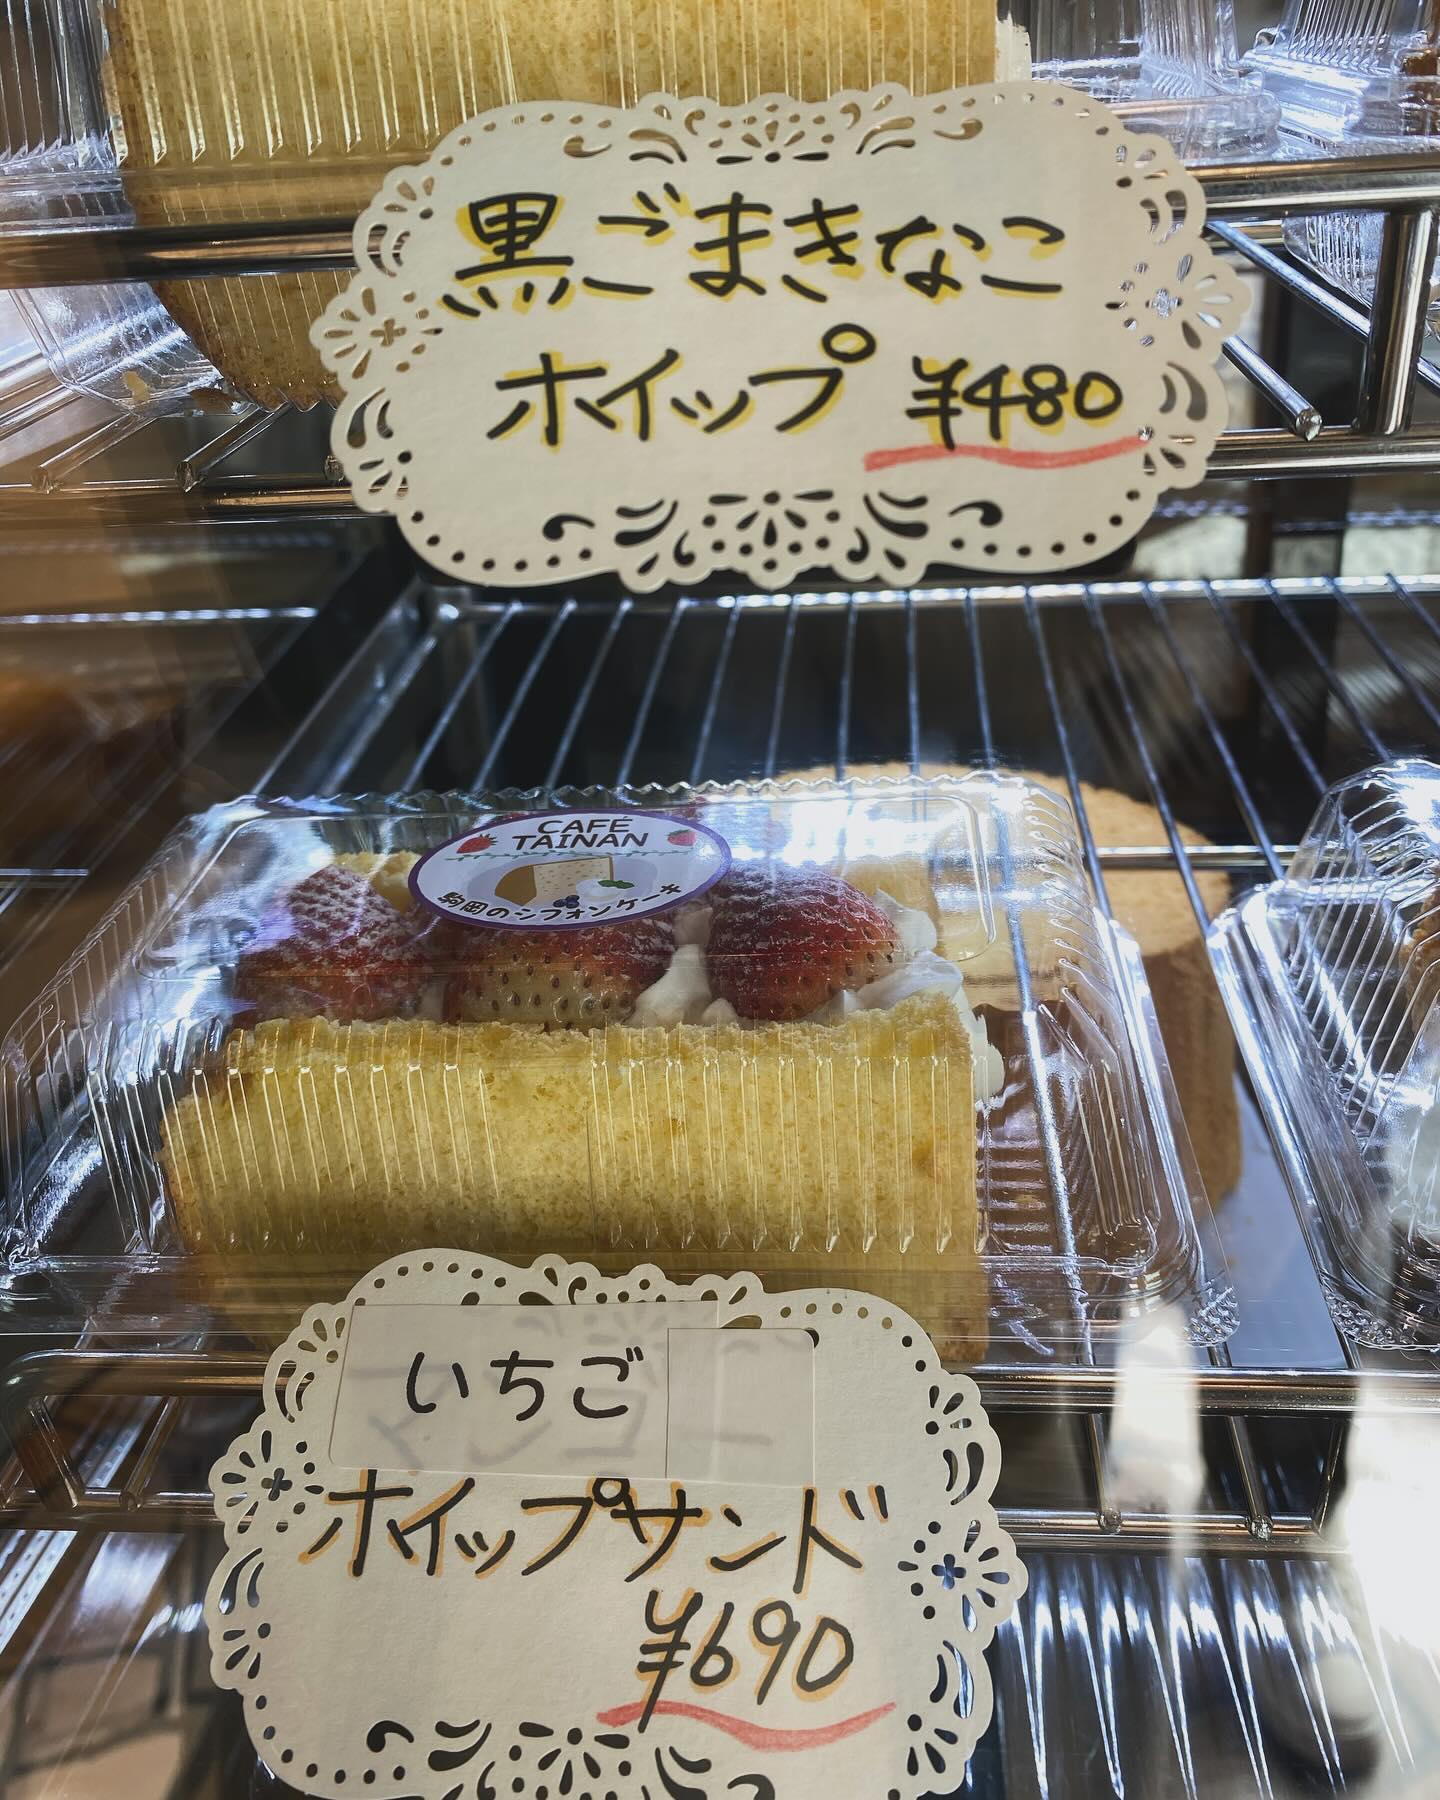 黒ごまきなこ
ホイップ ¥480
CAFÉ
TAINAN
駒岡のシフォンケーキ
いちご
ホイップサンド
¥690